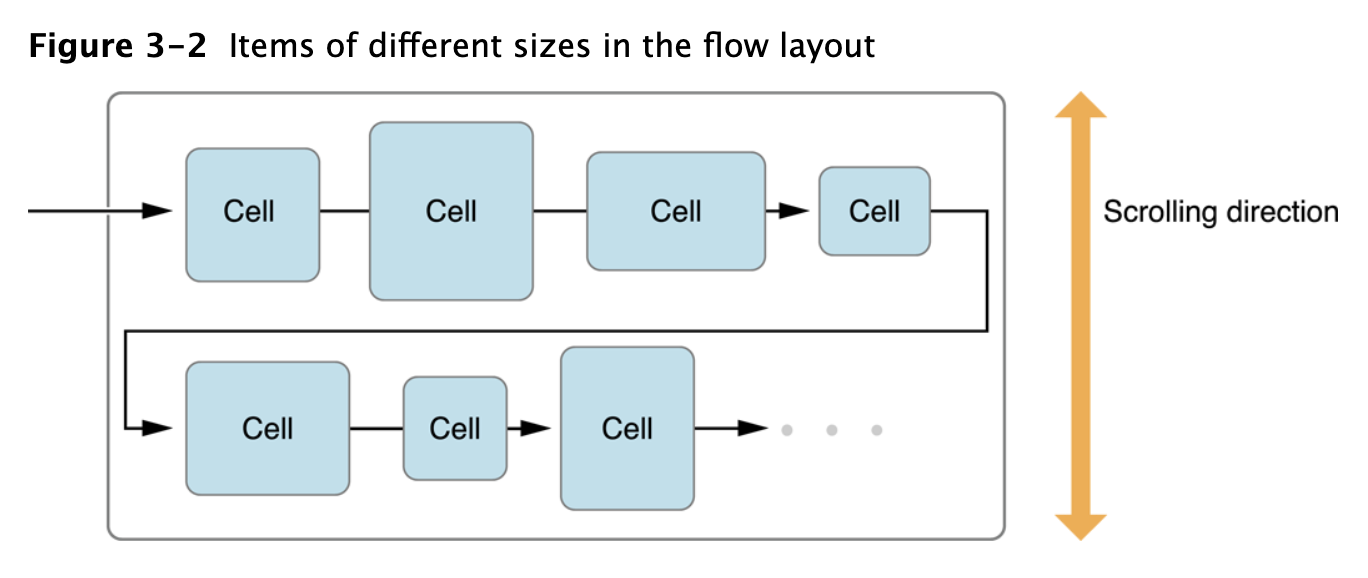 Figure 3-2 Items of different sizes in the flow layout
Cell Cell Cell Cell
Scrolling direction
Cell Cell Cell